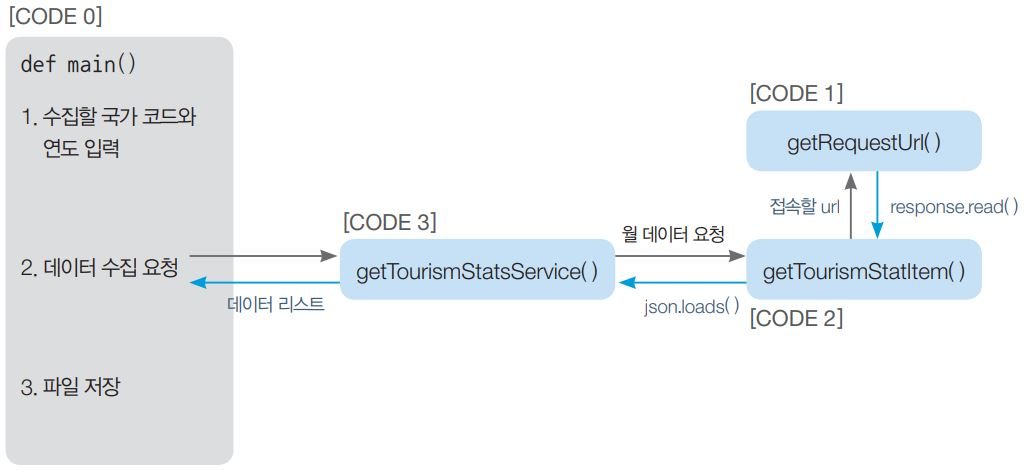 [CODE 0]
def main()
1. 수집할 국가 코드와
연도 입력
2. 데이터 수집 요청
3. 파일 저장
데이터 리스트
[CODE 3]
getTourismStatsService( )
월 데이터 요청
json.loads( )
[CODE 1]
getRequestUrl( )
접속할 url
response.read( )
getTourismStatItem( )
[CODE 2]